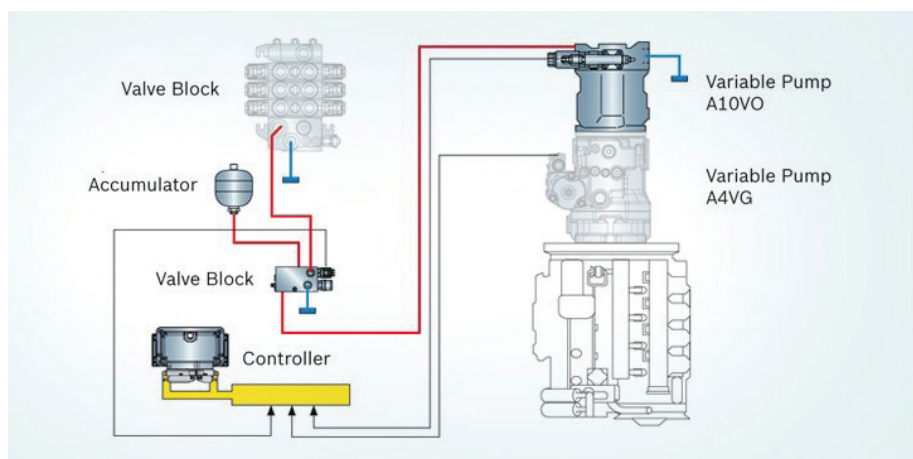 Valve Block
Accumulator
Valve Block
Controller
Variable Pump
A10VO
Variable Pump
A4VG